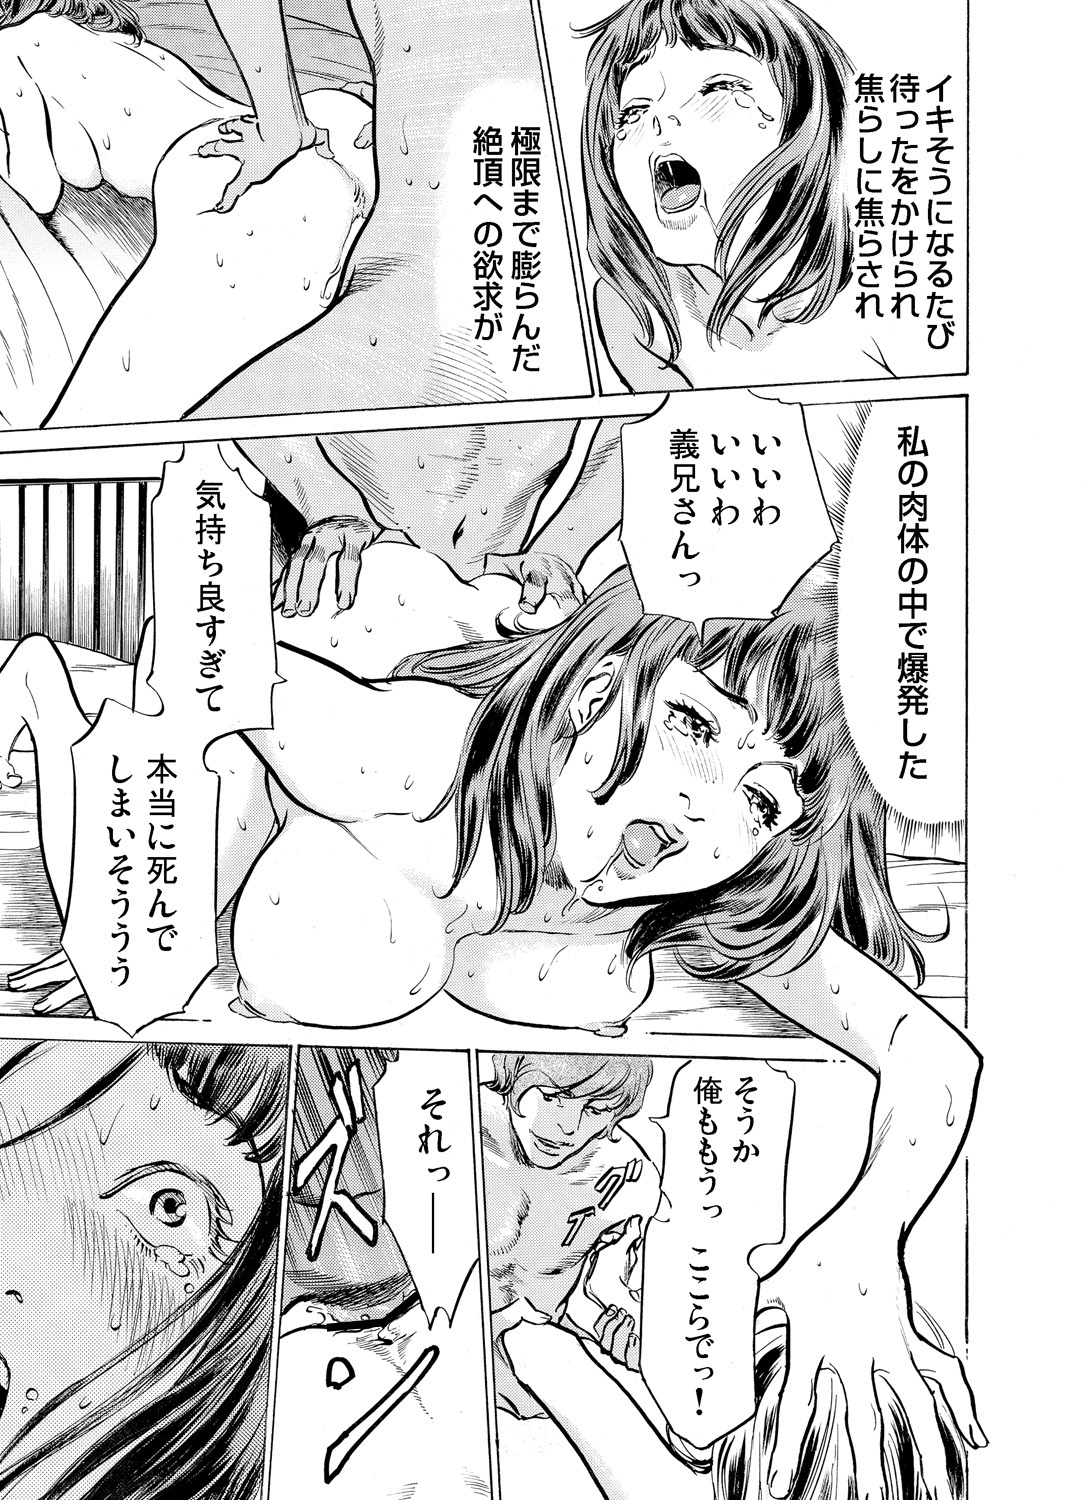 イキそうになるたび
待ったをかけられ
焦らしに焦らされ
極限まで膨らんだ
絶頂への欲求が
私の肉体の中で爆発した
いいわ
いいわ
義兄さんっ
気持ち良すぎて
本当に死んで
しまいそううう
そうか
俺ももうっ
ここらでっ!
グイ
それっ──
ズズ
パン